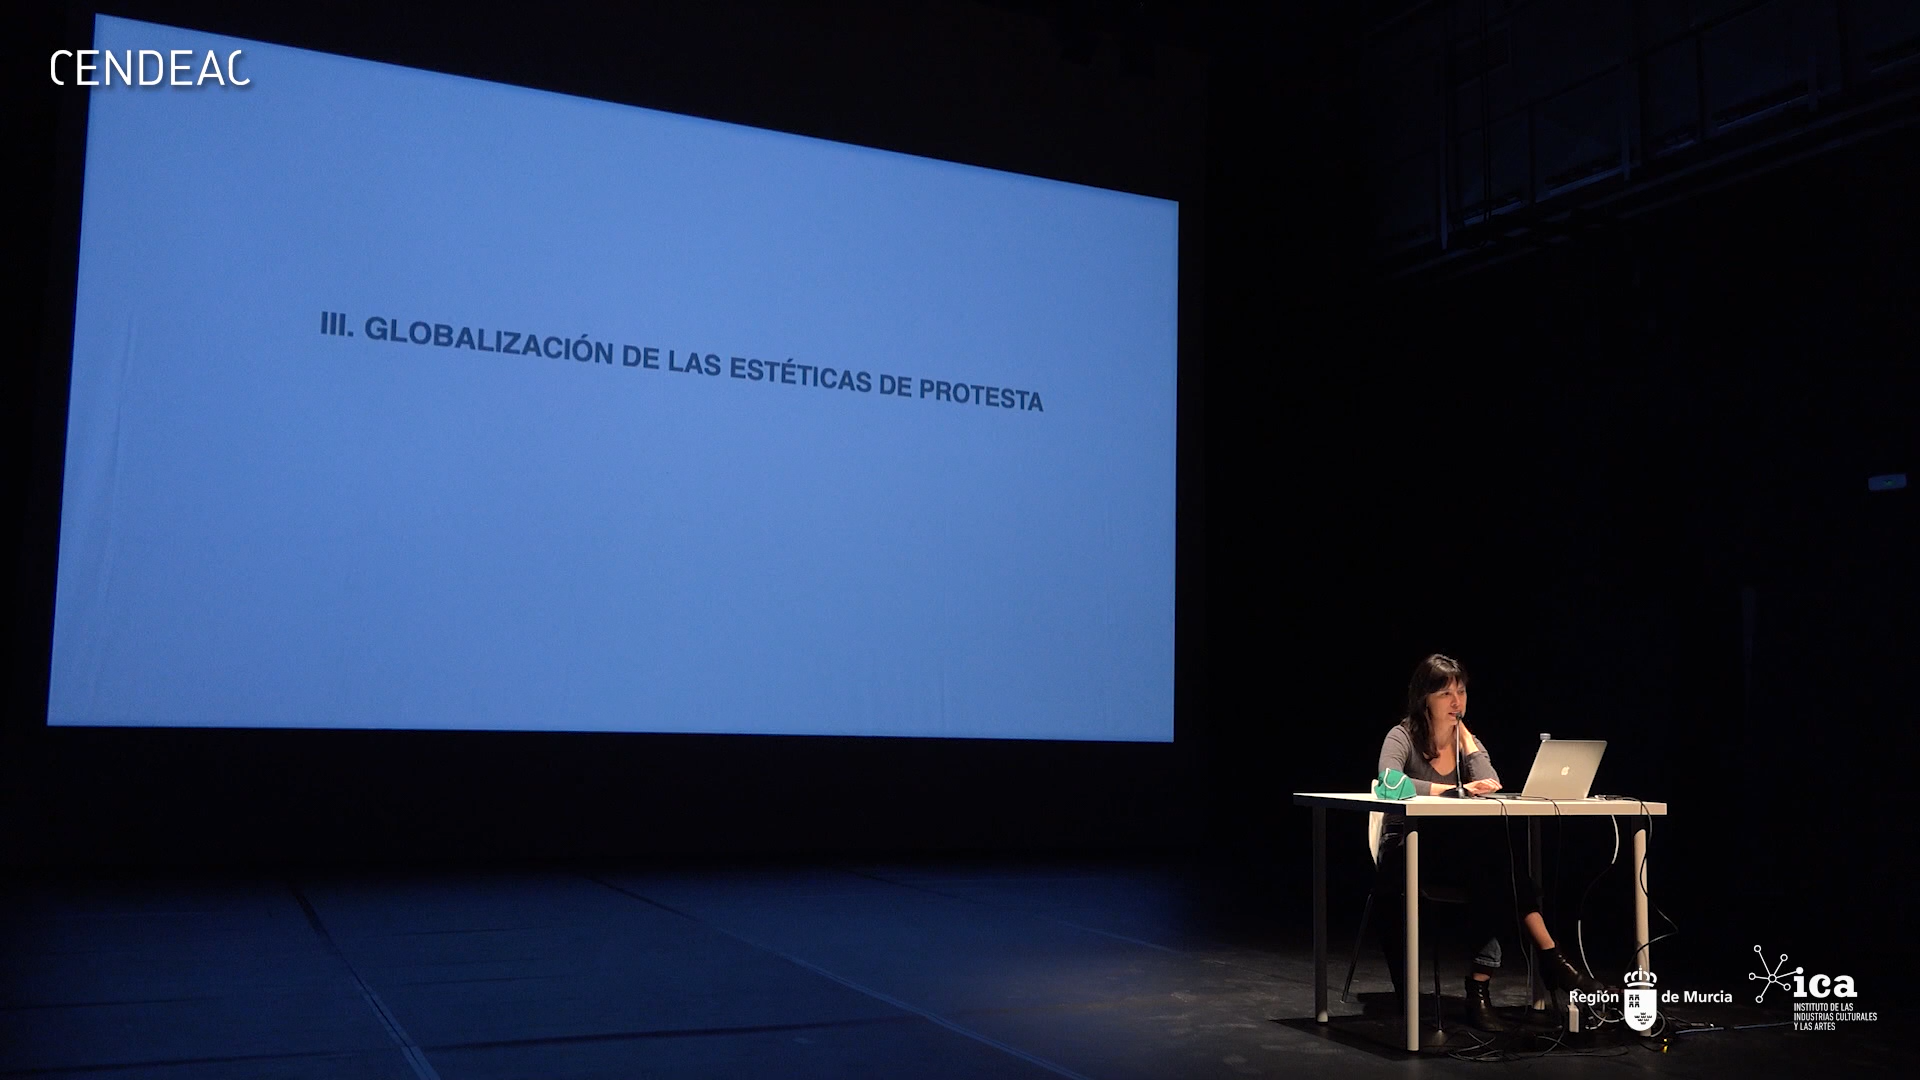 CENDEAC
III. GLOBALIZACIÓN DE LAS ESTÉTICAS DE PROTESTA
Región de Murcia
ica
INSTITUTO DE LAS
INDUSTRIAS CULTURALES
Y LAS ARTES